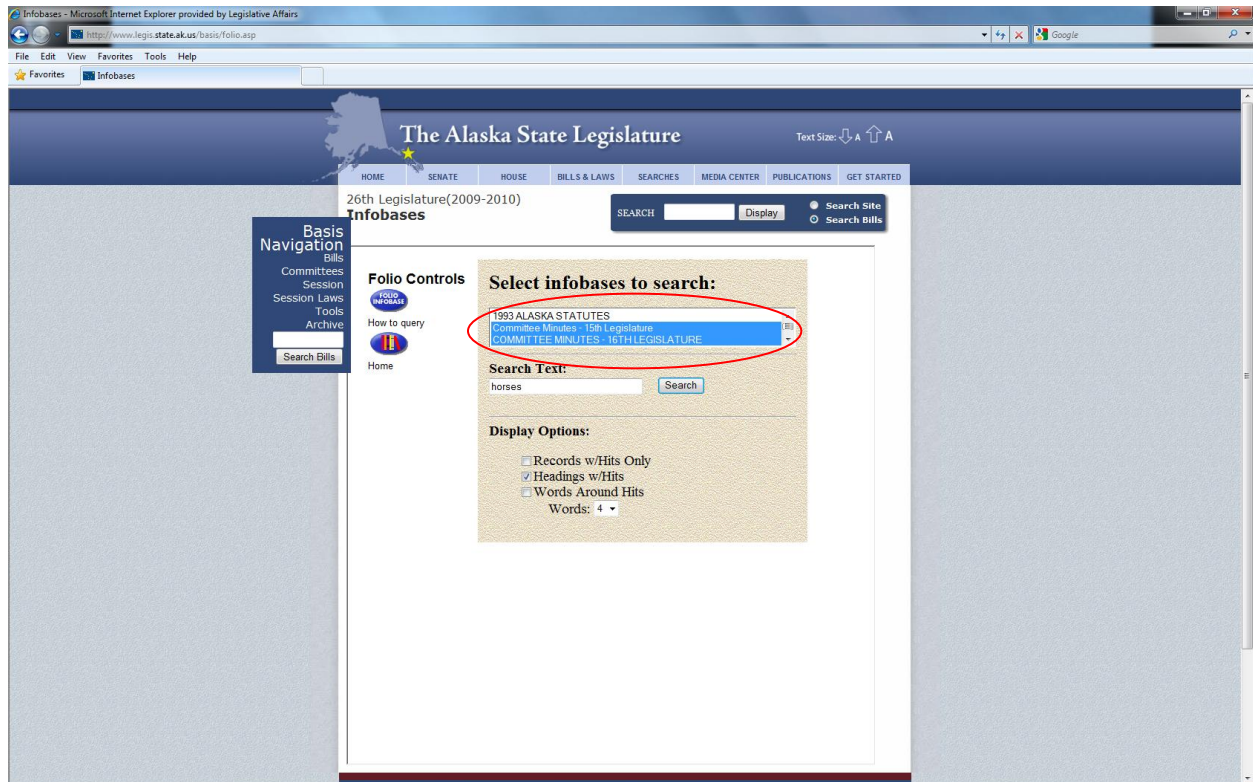 Infobases - Microsoft Internet Explorer provided by Legislative Affairs
http://www.legis.state.ak.us/basis/folio.asp
Google
File Edit View Favorites Tools Help
Favorites Infobases
The Alaska State Legislature
Text Size: A A
HOME SENATE HOUSE BILLS & LAWS SEARCHES MEDIA CENTER PUBLICATIONS GET STARTED
26th Legislature(2009-2010)
Infobases
SEARCH Display
Search Site
Search Bills
Basis
Navigation
Bills
Committees
Session
Session Laws
Tools
Archive
Search Bills
Folio Controls
FOLIO
INFOBASE
How to query
Home
Select infobases to search:
1993 ALASKA STATUTES
Committee Minutes - 15th Legislature
COMMITTEE MINUTES - 16TH LEGISLATURE
Search Text:
horses Search
Display Options:
Records w/Hits Only
Headings w/Hits
Words Around Hits
Words: 4